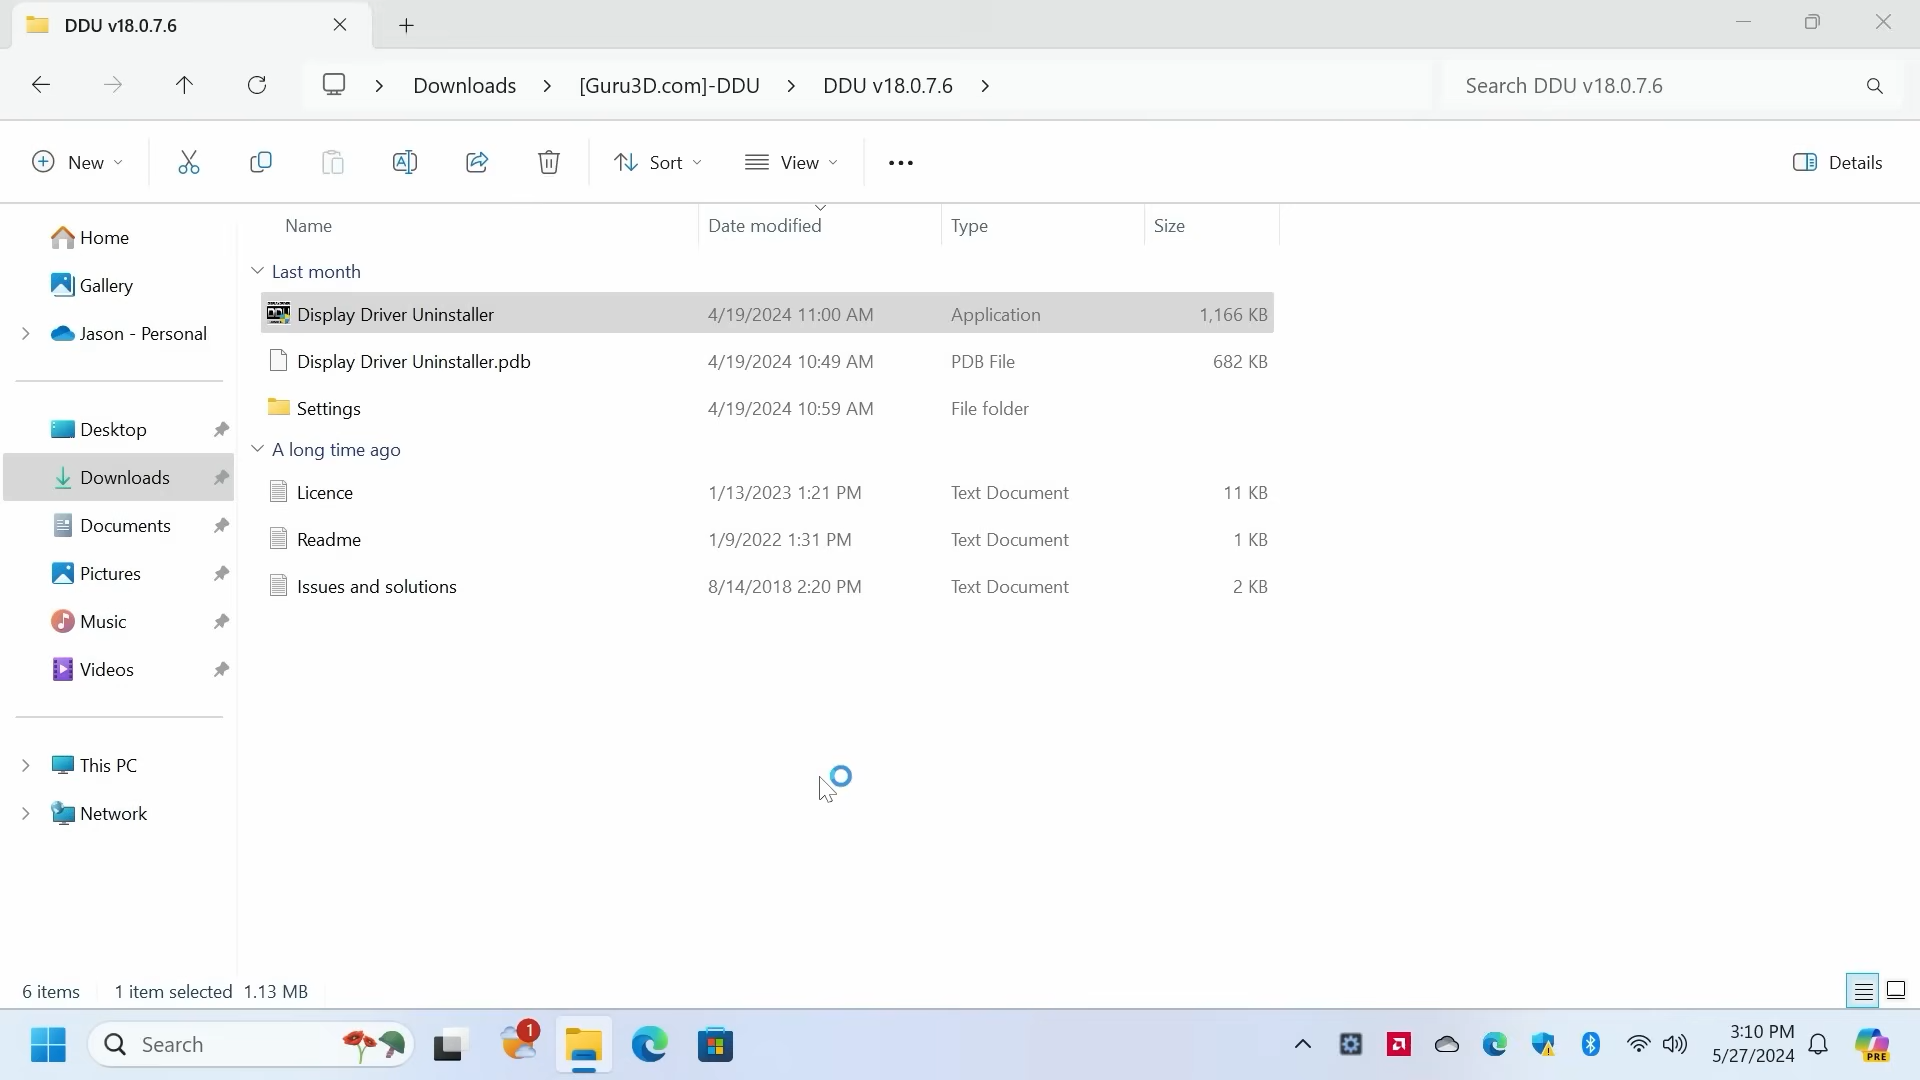 DDU v18.0.7.6
Downloads [Guru3D.com]-DDU DDU v18.0.7.6
Search DDU v18.0.7.6
New Sort View Details
Name Date modified Type Size
Home
Gallery
Jason - Personal
Desktop
Downloads
Documents
Pictures
Music
Videos
This PC
Network
Last month
Display Driver Uninstaller 4/19/2024 11:00 AM Application 1,166 KB
Display Driver Uninstaller.pdb 4/19/2024 10:49 AM PDB File 682 KB
Settings 4/19/2024 10:59 AM File folder
A long time ago
Licence 1/13/2023 1:21 PM Text Document 11 KB
Readme 1/9/2022 1:31 PM Text Document 1 KB
Issues and solutions 8/14/2018 2:20 PM Text Document 2 KB
6 items 1 item selected 1.13 MB
Search
1
3:10 PM
5/27/2024
PRE